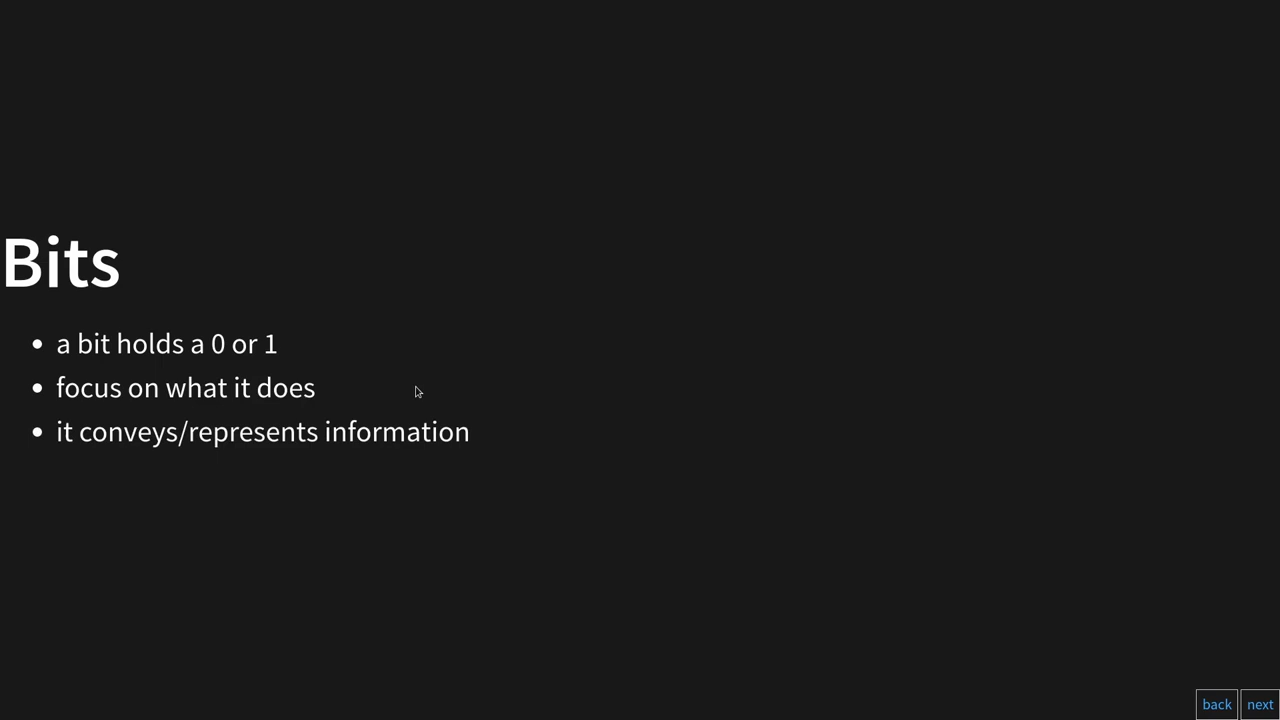 Bits
• a bit holds a 0 or 1
• focus on what it does
• it conveys/represents information
back next